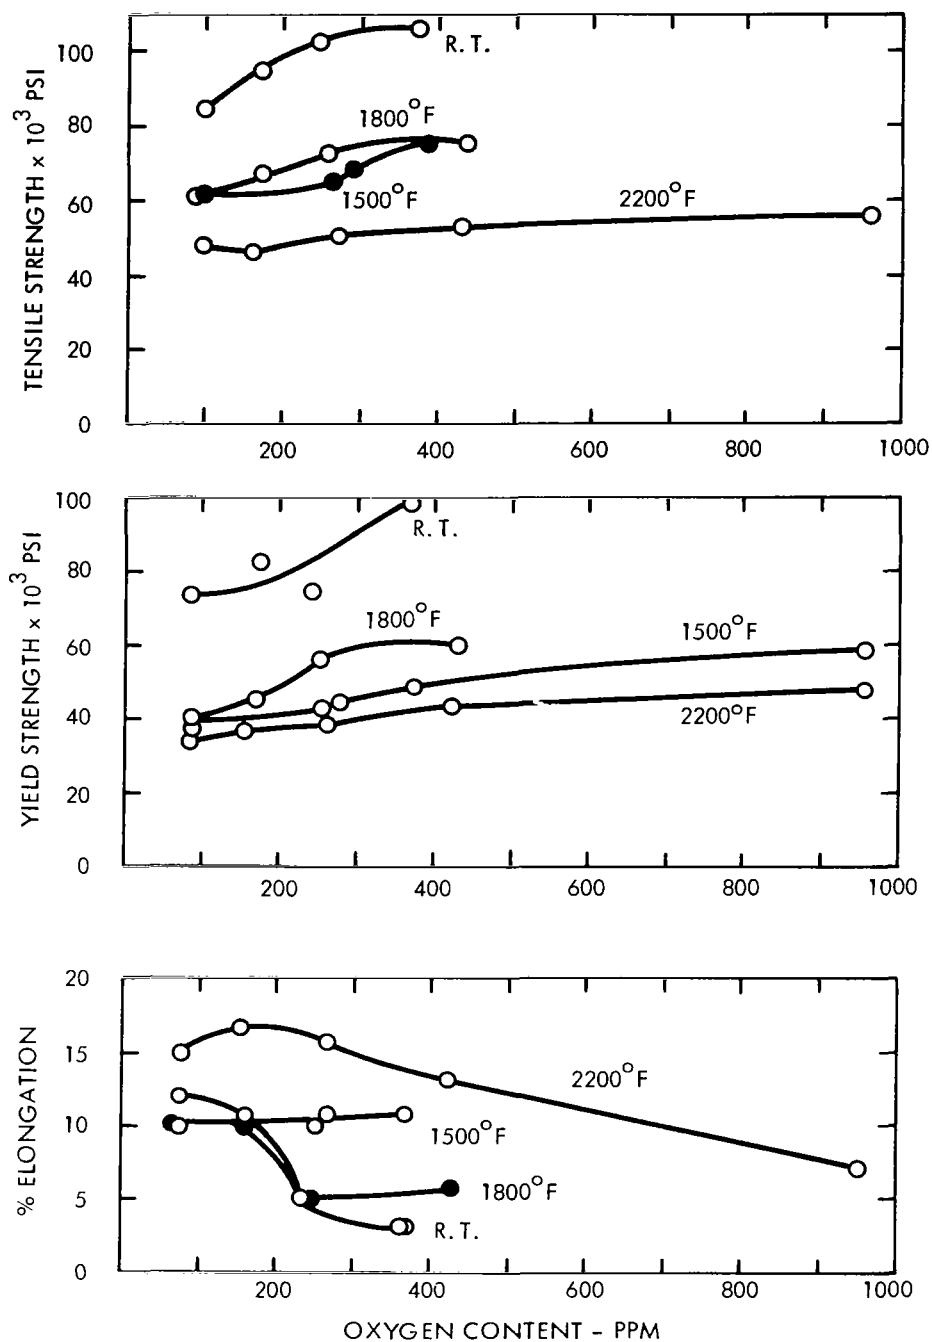 TENSILE STRENGTH x 10³ PSI
100
80
60
40
20
0
R. T.
1800°F
1500°F
2200°F
200 400 600 800 1000
YIELD STRENGTH x 10³ PSI
100
80
60
40
20
0
R. T.
1800°F
1500°F
2200°F
200 400 600 800 1000
% ELONGATION
20
15
10
5
0
2200°F
1500°F
1800°F
R. T.
200 400 600 800 1000
OXYGEN CONTENT - PPM